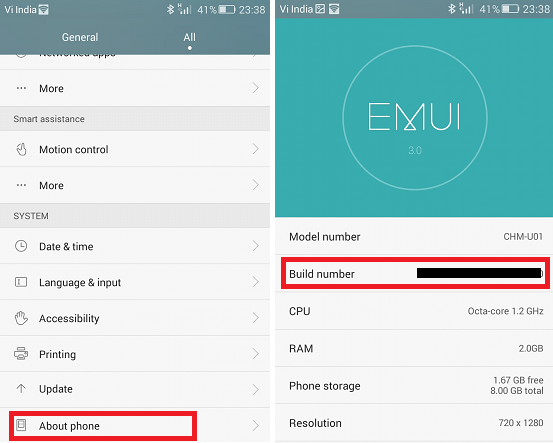 Vi India
41%
23:38
General
All
Networked apps
More
Smart assistance
Motion control
More
SYSTEM
Date & time
Language & input
Accessibility
Printing
Update
About phone
Vi India
41%
23:38
EMUI
3.0
Model number
CHM-U01
Build number
CPU
Octa-core 1.2 GHz
RAM
2.0GB
Phone storage
1.67 GB free
8.00 GB total
Resolution
720 x 1280